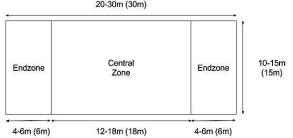 20-30m (30m)
Endzone
Central
Zone
Endzone
10-15m
(15m)
4-6m (6m)
12-18m (18m)
4-6m (6m)